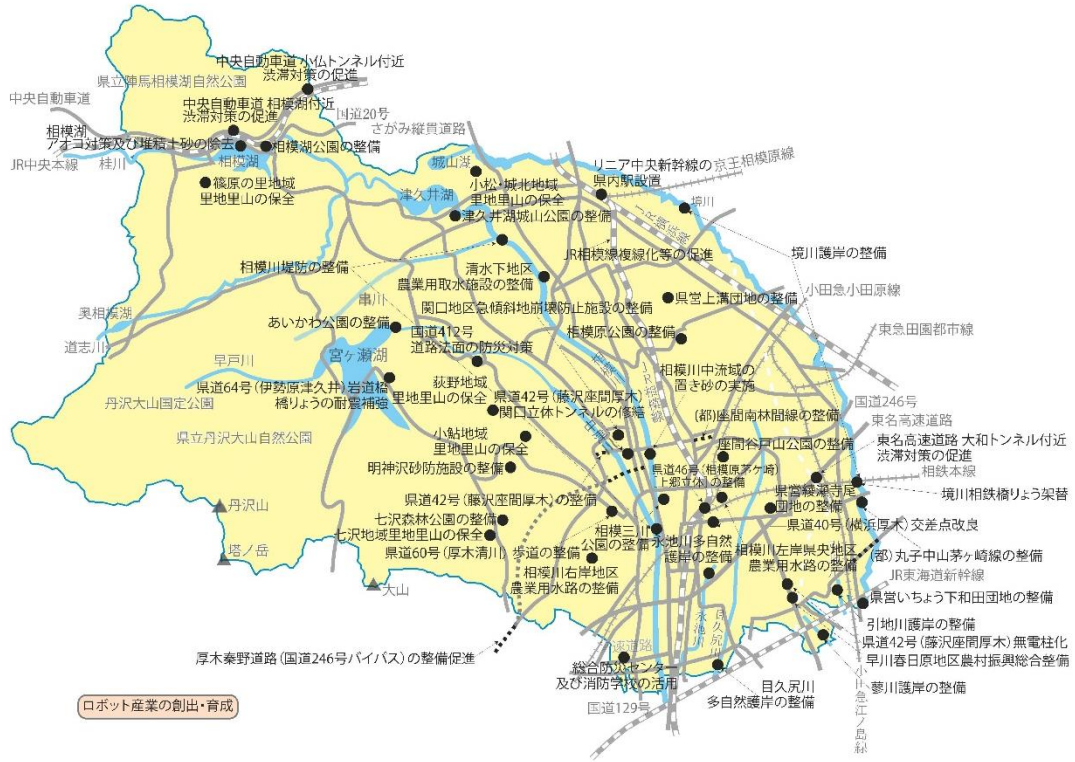 中央自動車道 小仏トンネル付近
渋滞対策の促進
県立陣馬相模湖自然公園
中央自動車道
中央自動車道 相模湖付近
渋滞対策の促進
国道20号
さがみ縦貫道路
相模湖
アオコ対策及び堆積土砂の除去
相模湖公園の整備
JR中央本線
桂川
相模湖
城山湖
篠原の里地域
里地里山の保全
小松・城北地域
里地里山の保全
津久井湖
津久井湖城山公園の整備
リニア中央新幹線の
県内駅設置
京王相模原線
境川
JR横浜線
境川護岸の整備
相模川堤防の整備
JR相模線複線化等の促進
清水下地区
農業用取水施設の整備
小田急小田原線
奥相模湖
道志川
串川
関口地区急傾斜地崩壊防止施設の整備
県営上溝団地の整備
あいかわ公園の整備
国道412号
道路法面の防災対策
相模原公園の整備
東急田園都市線
早戸川
宮ヶ瀬湖
相模川中流域の
置き砂の実施
県道64号(伊勢原津久井)岩道橋
橋りょうの耐震補強
荻野地域
里地里山の保全
県道42号(藤沢座間厚木)
関口立体トンネルの修繕
国道246号
丹沢大山国定公園
(都)座間南林間線の整備
東名高速道路
県立丹沢大山自然公園
小鮎地域
里地里山の保全
座間谷戸山公園の整備
東名高速道路 大和トンネル付近
渋滞対策の促進
明神沢砂防施設の整備
県道46号(相模原茅ケ崎)
(上郷立体)の整備
相鉄本線
県営綾瀬寺尾
団地の整備
境川相鉄橋りょう架替
県道42号(藤沢座間厚木)の整備
丹沢山
七沢森林公園の整備
七沢地域里地里山の保全
相模三川
公園の整備
永池川多自然
護岸の整備
県道40号(横浜厚木)交差点改良
塔ノ岳
県道60号(厚木清川) 歩道の整備
相模川左岸県央地区
農業用水路の整備
(都)丸子中山茅ケ崎線の整備
相模川右岸地区
農業用水路の整備
JR東海道新幹線
大山
県営いちょう下和田団地の整備
引地川護岸の整備
県道42号(藤沢座間厚木)無電柱化
早川春日原地区農村振興総合整備
厚木秦野道路(国道246号バイパス)の整備促進
速道路
永池川
目久尻川
総合防災センター
及び消防学校の活用
目久尻川
多自然護岸の整備
蓼川護岸の整備
ロボット産業の創出・育成
国道129号
小田急江ノ島線